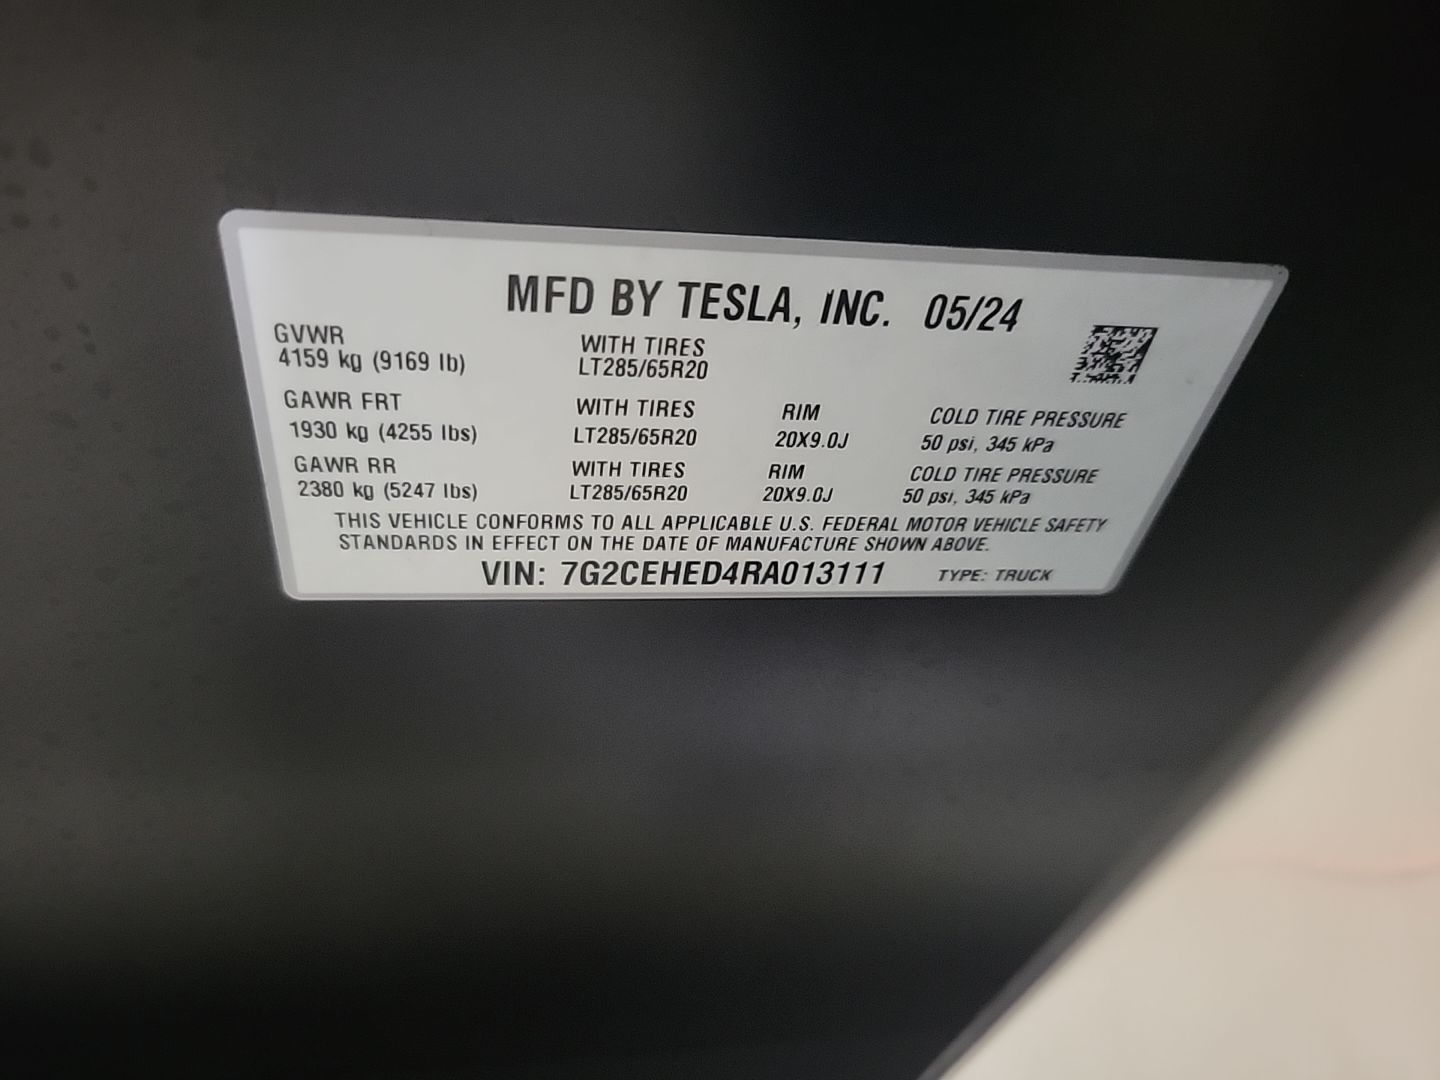 MFD BY TESLA, INC. 05/24
GVWR
4159 kg (9169 lb)
WITH TIRES
LT285/65R20
GAWR FRT
1930 kg (4255 lbs)
WITH TIRES
LT285/65R20
RIM
20X9.0J
COLD TIRE PRESSURE
50 psi, 345 kPa
GAWR RR
2380 kg (5247 lbs)
WITH TIRES
LT285/65R20
RIM
20X9.0J
COLD TIRE PRESSURE
50 psi, 345 kPa
THIS VEHICLE CONFORMS TO ALL APPLICABLE U.S. FEDERAL MOTOR VEHICLE SAFETY
STANDARDS IN EFFECT ON THE DATE OF MANUFACTURE SHOWN ABOVE.
VIN: 7G2CEHED4RA013111 TYPE: TRUCK